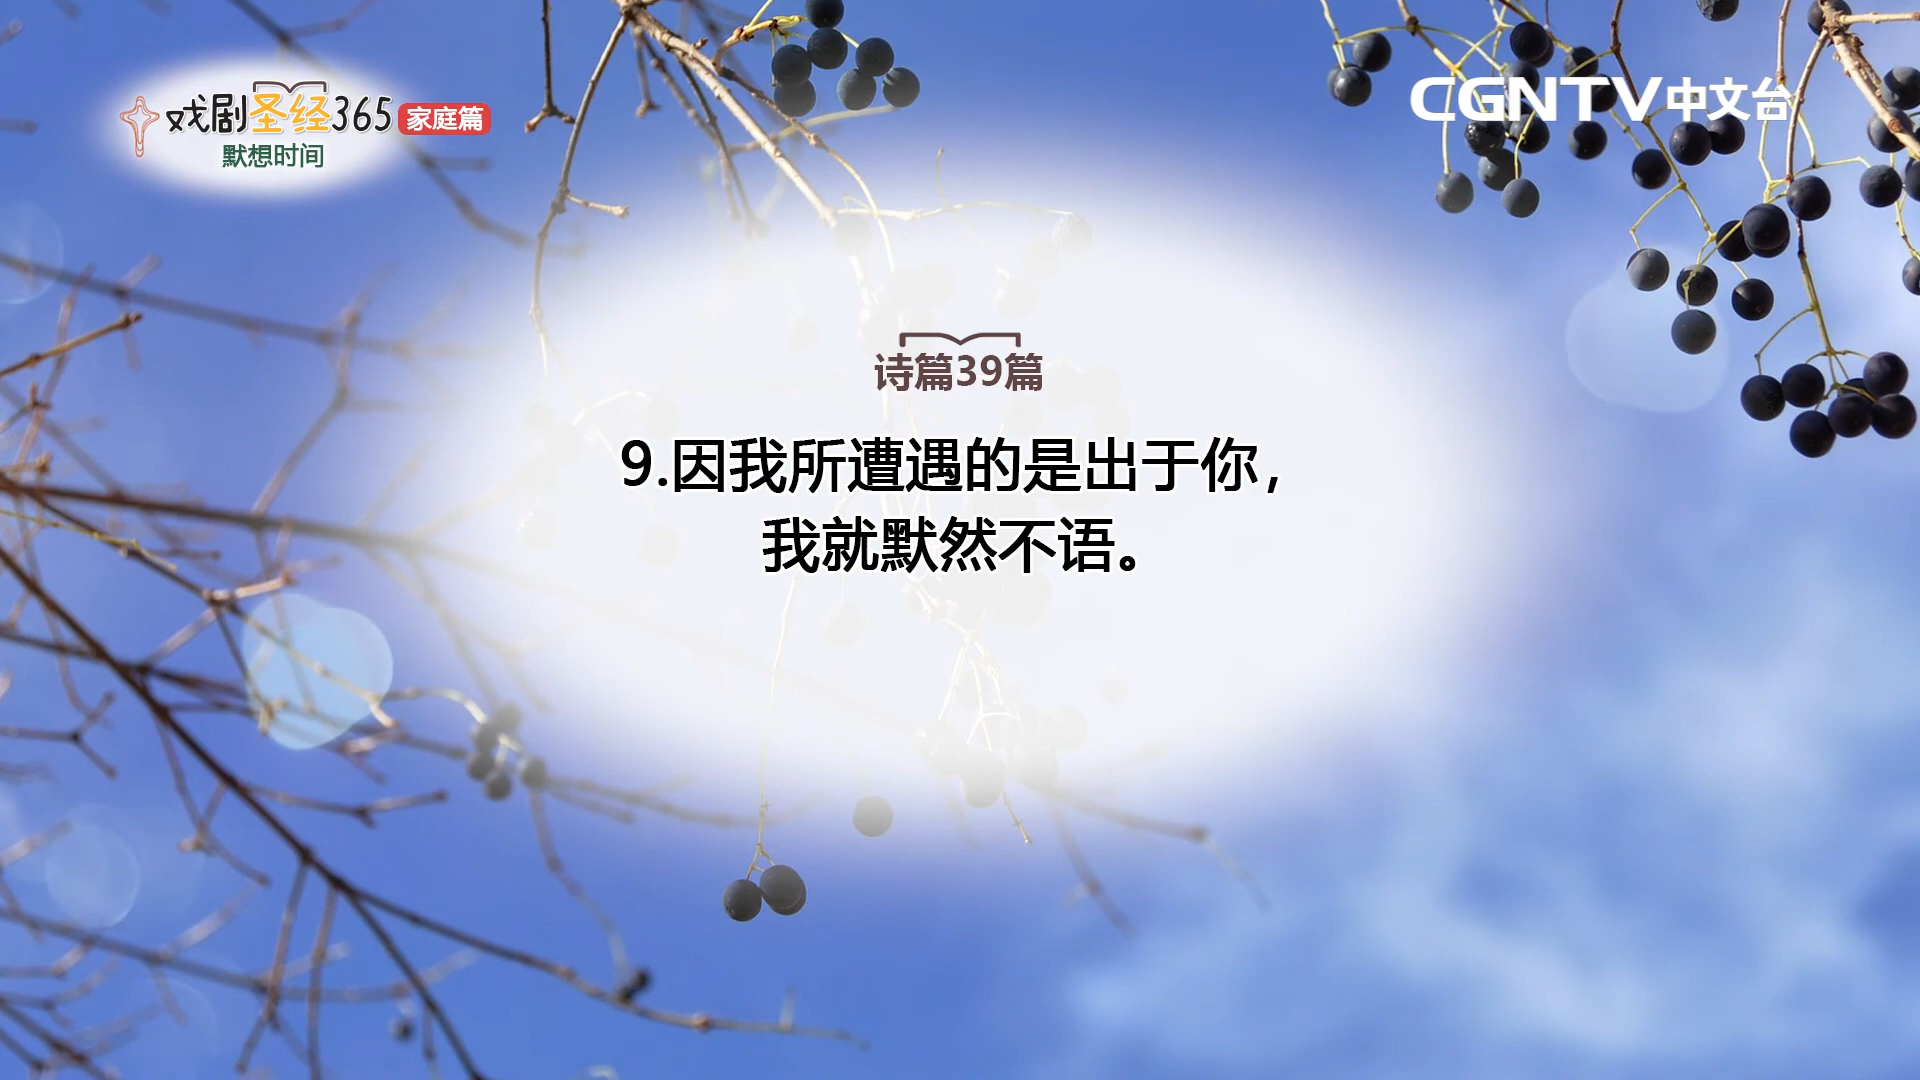 戏剧圣经365 家庭篇
默想时间
CGNTV中文台
诗篇39篇
9.因我所遭遇的是出于你，
我就默然不语。